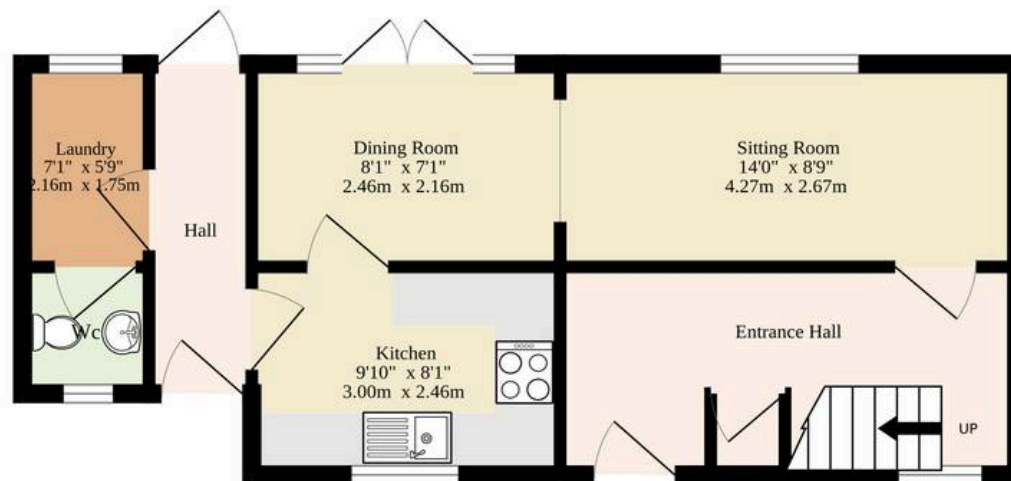 Laundry
7'1" x 5'9"
2.16m x 1.75m
Dining Room
8'1" x 7'1"
2.46m x 2.16m
Sitting Room
14'0" x 8'9"
4.27m x 2.67m
Hall
Wc
Kitchen
9'10" x 8'1"
3.00m x 2.46m
Entrance Hall
UP